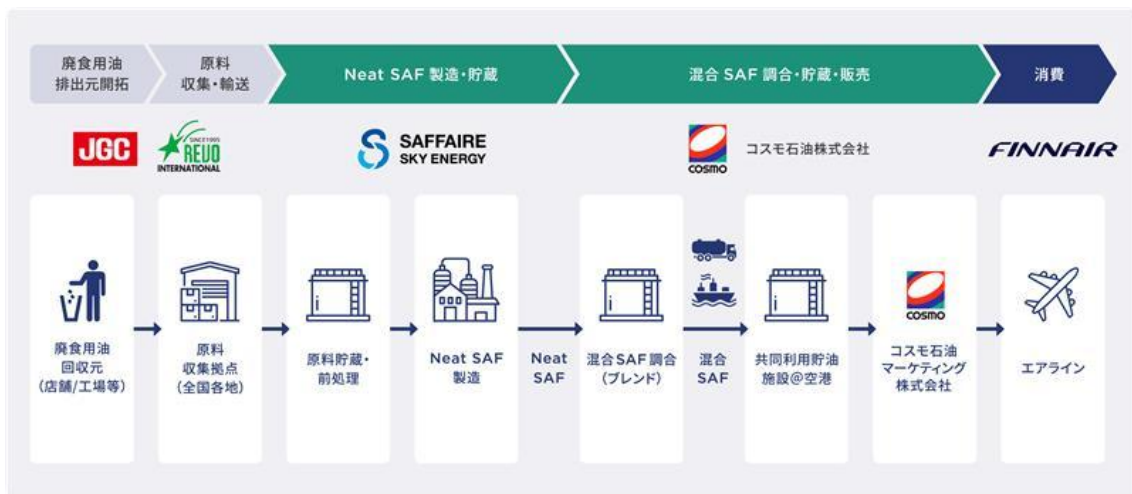 廃食用油
排出元開拓
原料
収集・輸送
Neat SAF 製造・貯蔵
混合 SAF 調合・貯蔵・販売
消費
JGC
SINCE1995
REVO
INTERNATIONAL
SAFFAIRE
SKY ENERGY
COSMO
コスモ石油株式会社
FINNAIR
廃食用油
回収元
(店舗/工場等)
原料
収集拠点
(全国各地)
原料貯蔵・
前処理
Neat SAF
製造
Neat
SAF
混合SAF調合
(ブレンド)
混合
SAF
共同利用貯油
施設@空港
COSMO
コスモ石油
マーケティング
株式会社
エアライン